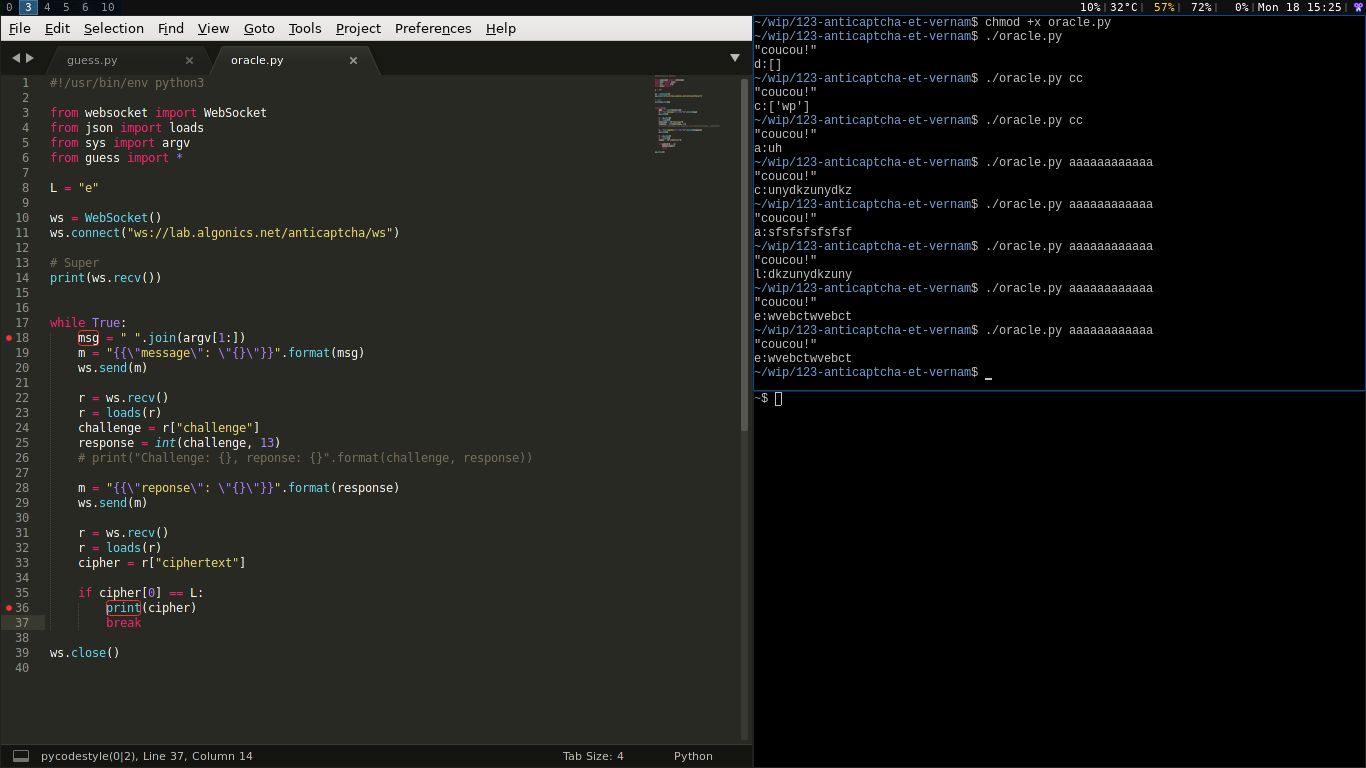 0 3 4 5 6 10
10%| 32°C| 57%| 72%| 0%|Mon 18 15:25|
File Edit Selection Find View Goto Tools Project Preferences Help
guess.py × oracle.py ×
1 #!/usr/bin/env python3
2
3 from websocket import WebSocket
4 from json import loads
5 from sys import argv
6 from guess import *
7
8 L = "e"
9
10 ws = WebSocket()
11 ws.connect("ws://lab.algonics.net/anticaptcha/ws")
12
13 # Super
14 print(ws.recv())
15
16
17 while True:
18 msg = " ".join(argv[1:])
19 m = "{{\"message\": \"{}\"}}".format(msg)
20 ws.send(m)
21
22 r = ws.recv()
23 r = loads(r)
24 challenge = r["challenge"]
25 response = int(challenge, 13)
26 # print("Challenge: {}, reponse: {}".format(challenge, response))
27
28 m = "{{\"reponse\": \"{}\"}}".format(response)
29 ws.send(m)
30
31 r = ws.recv()
32 r = loads(r)
33 cipher = r["ciphertext"]
34
35 if cipher[0] == L:
36 print(cipher)
37 break
38
39 ws.close()
40
pycodestyle(0|2), Line 37, Column 14 Tab Size: 4 Python
~/wip/123-anticaptcha-et-vernam$ chmod +x oracle.py
~/wip/123-anticaptcha-et-vernam$ ./oracle.py
"coucou!"
d:[]
~/wip/123-anticaptcha-et-vernam$ ./oracle.py cc
"coucou!"
c:['wp']
~/wip/123-anticaptcha-et-vernam$ ./oracle.py cc
"coucou!"
a:uh
~/wip/123-anticaptcha-et-vernam$ ./oracle.py aaaaaaaaaaaa
"coucou!"
c:unydkzunydkz
~/wip/123-anticaptcha-et-vernam$ ./oracle.py aaaaaaaaaaaa
"coucou!"
a:sfsfsfsfsfsf
~/wip/123-anticaptcha-et-vernam$ ./oracle.py aaaaaaaaaaaa
"coucou!"
l:dkzunydkzuny
~/wip/123-anticaptcha-et-vernam$ ./oracle.py aaaaaaaaaaaa
"coucou!"
e:wvebctwvebct
~/wip/123-anticaptcha-et-vernam$ ./oracle.py aaaaaaaaaaaa
"coucou!"
e:wvebctwvebct
~/wip/123-anticaptcha-et-vernam$ _
~$